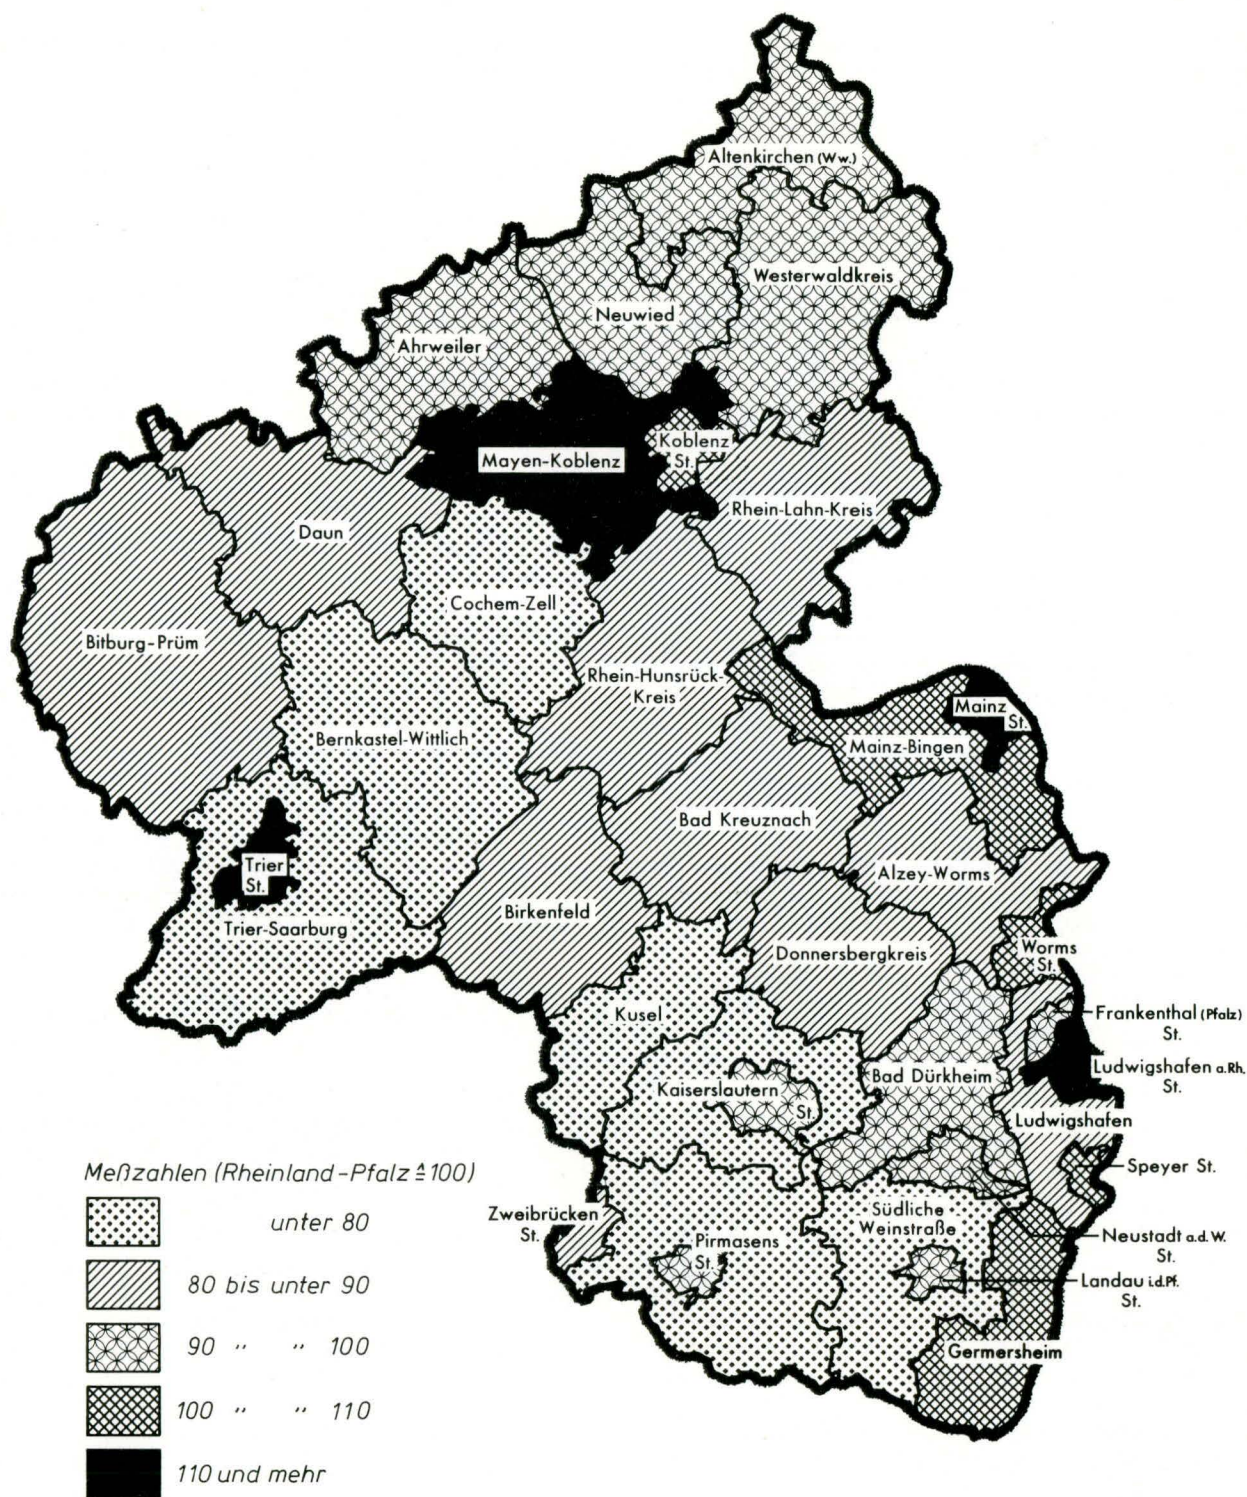 Altenkirchen (Ww.)
Westerwaldkreis
Neuwied
Ahrweiler
Koblenz
St.
Mayen-Koblenz
Rhein-Lahn-Kreis
Daun
Cochem-Zell
Bitburg-Prüm
Rhein-Hunsrück-
Kreis
Mainz
St.
Bernkastel-Wittlich
Mainz-Bingen
Bad Kreuznach
Trier
St.
Alzey-Worms
Birkenfeld
Trier-Saarburg
Donnersbergkreis
Worms
St.
Kusel
Frankenthal (Pfalz)
St.
Ludwigshafen a.Rh.
St.
Bad Dürkheim
Kaiserslautern
St.
Ludwigshafen
Speyer St.
Zweibrücken
St.
Südliche
Weinstraße
Pirmasens
St.
Neustadt a.d.W.
St.
Landau i.d.Pf.
St.
Germersheim
Meßzahlen (Rheinland-Pfalz ≙ 100)
unter 80
80 bis unter 90
90 " " 100
100 " " 110
110 und mehr